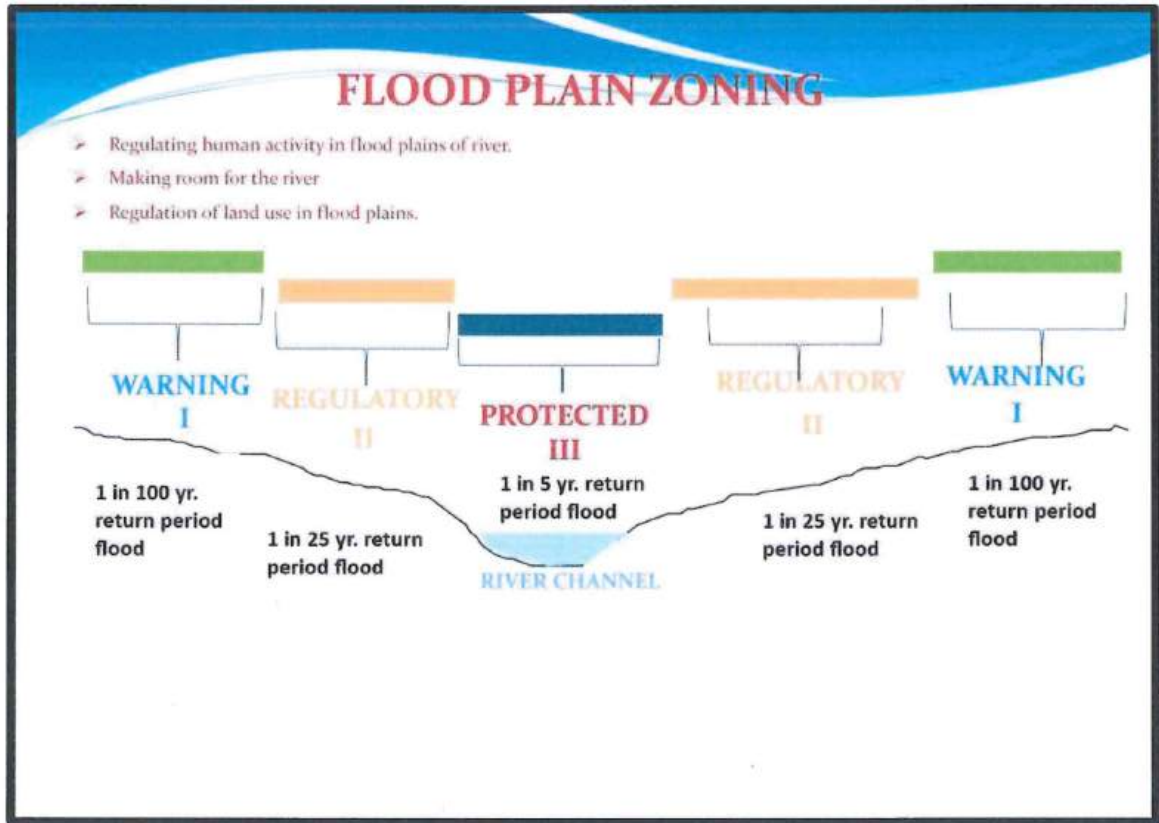 FLOOD PLAIN ZONING
Regulating human activity in flood plains of river.
Making room for the river
Regulation of land use in flood plains.
WARNING
I
REGULATORY
II
PROTECTED
III
REGULATORY
II
WARNING
I
1 in 100 yr.
return period
flood
1 in 25 yr. return
period flood
1 in 5 yr. return
period flood
1 in 25 yr. return
period flood
1 in 100 yr.
return period
flood
RIVER CHANNEL